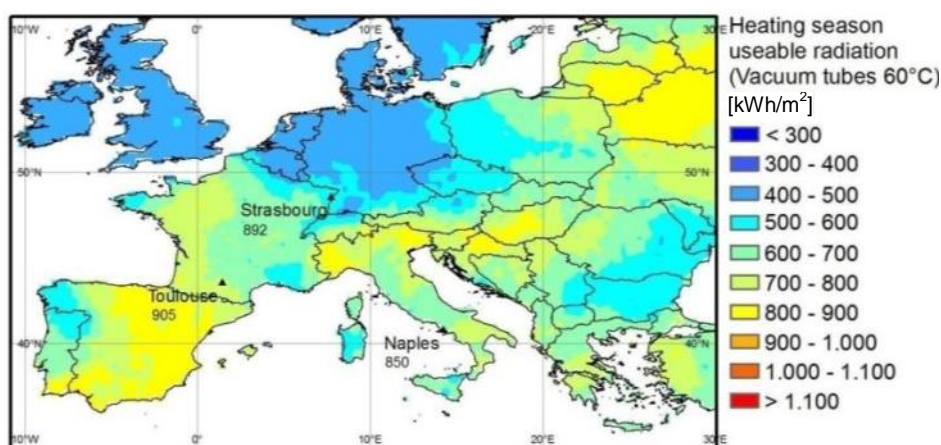 10°W 0° 10°E 20°E 30°E
Heating season
useable radiation
(Vacuum tubes 60°C)
[kWh/m²]
< 300
300 - 400
400 - 500
500 - 600
600 - 700
700 - 800
800 - 900
900 - 1.000
1.000 - 1.100
> 1.100
50°N 50°N
Strasbourg
892
Toulouse
905
Naples
850
40°N 40°N
10°W 0° 10°E 20°E 30°E